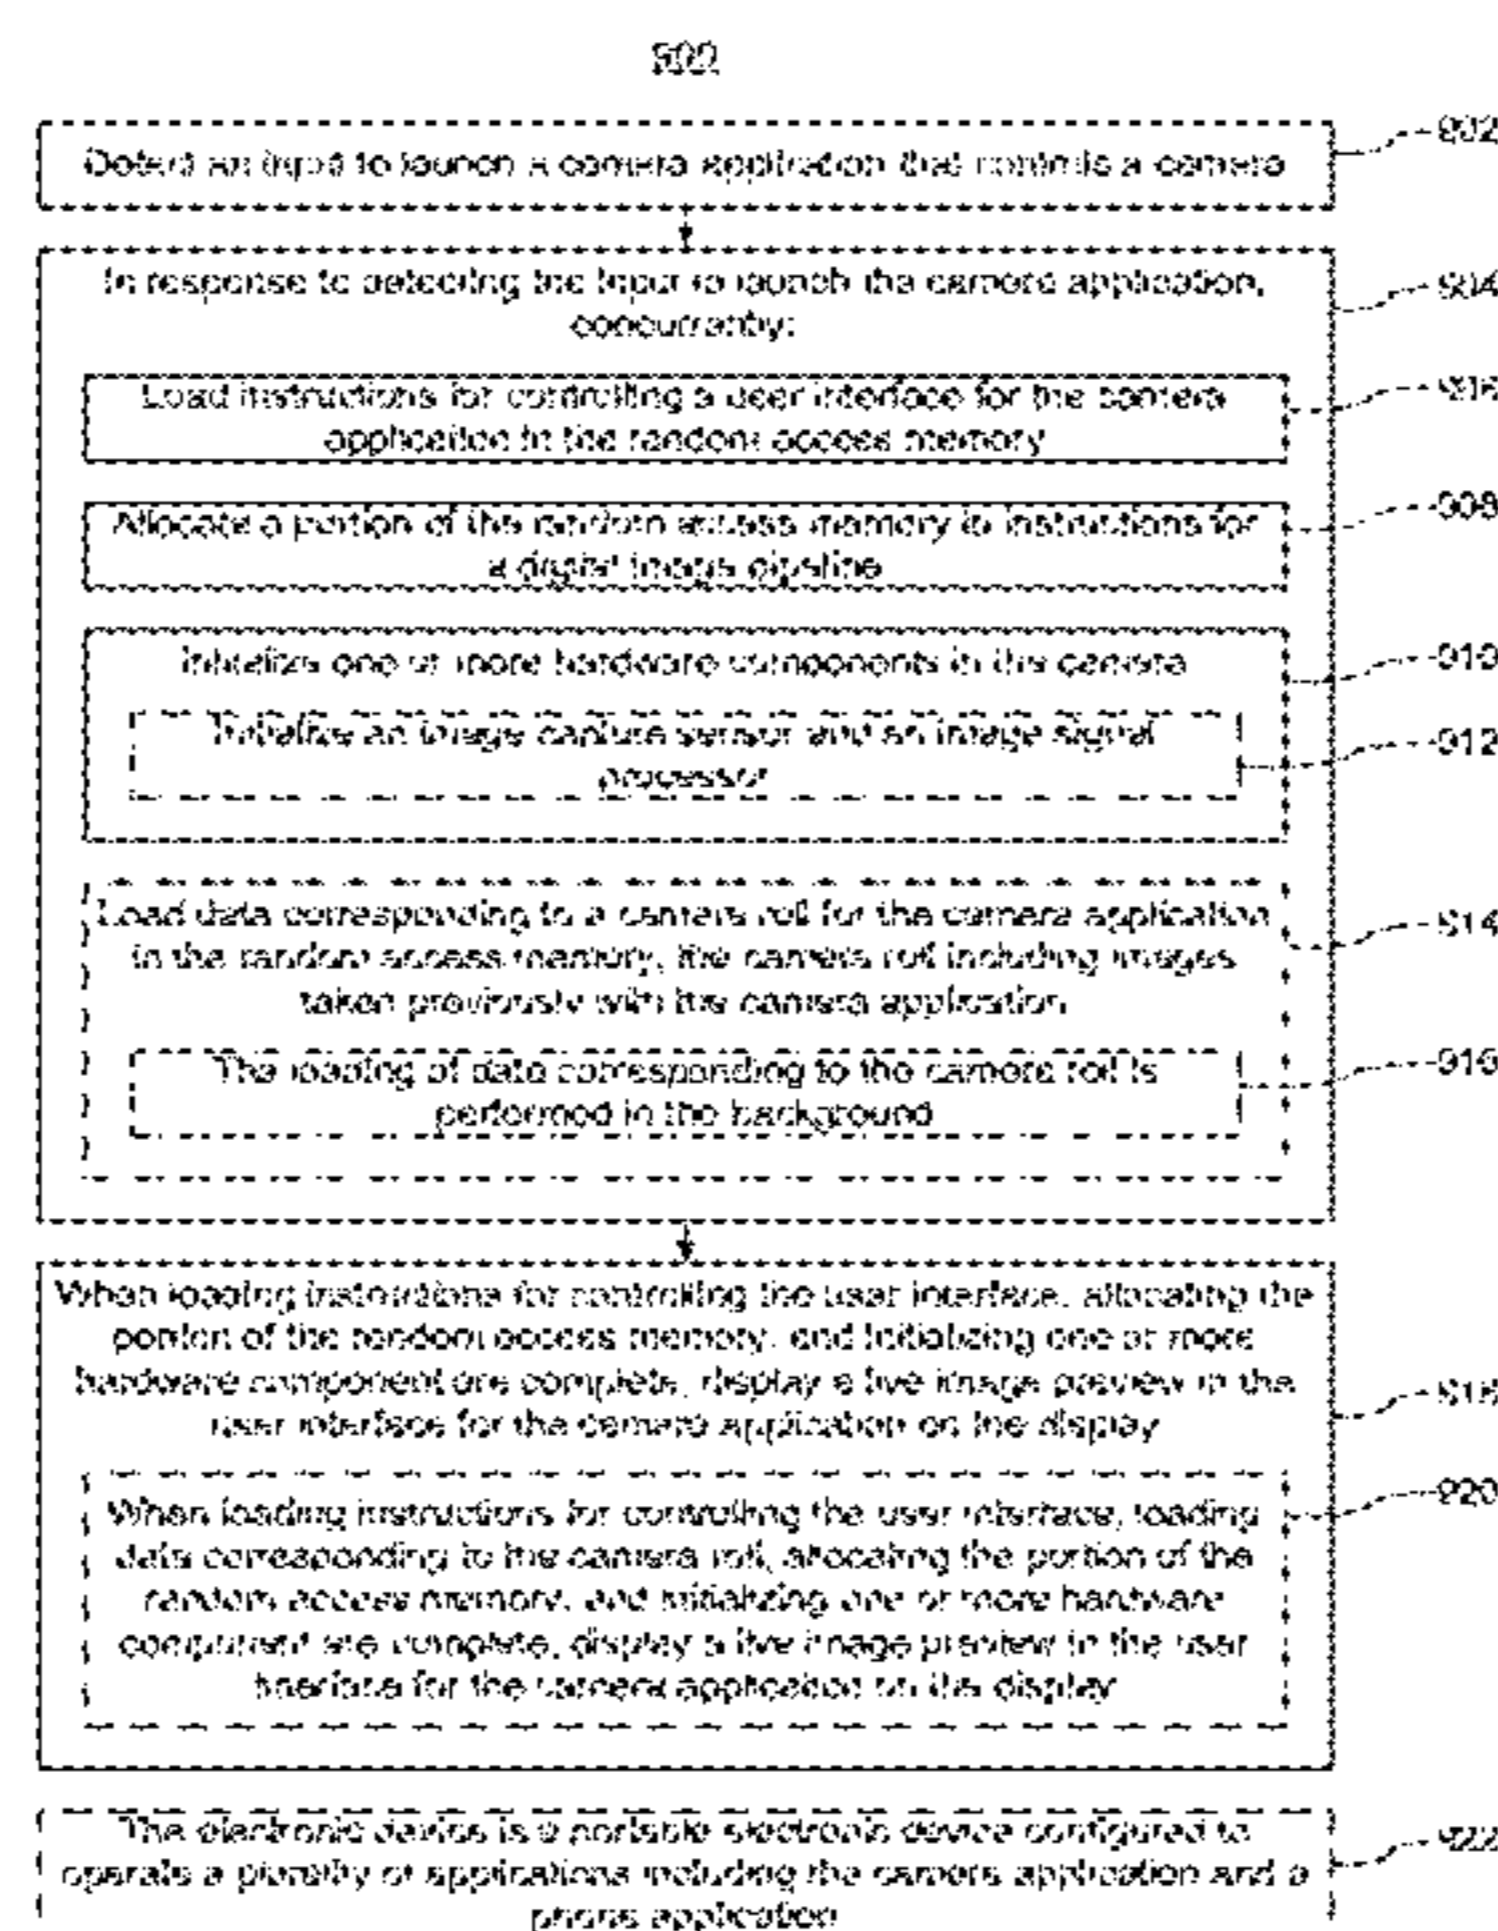 900
Detect an input to launch a camera application that controls a camera
902
In response to detecting the input to launch the camera application,
concurrently:
904
Load instructions for controlling a user interface for the camera
application in the random access memory
906
Allocate a portion of the random access memory to instructions for
a digital image pipeline
908
Initialize one or more hardware components in the camera
910
Initialize an image capture sensor and an image signal
processor
912
Load data corresponding to a camera roll for the camera application
in the random access memory, the camera roll including images
taken previously with the camera application
914
The loading of data corresponding to the camera roll is
performed in the background
916
When loading instructions for controlling the user interface, allocating the
portion of the random access memory, and initializing one or more
hardware component are complete, display a live image preview in the
user interface for the camera application on the display
918
When loading instructions for controlling the user interface, loading
data corresponding to the camera roll, allocating the portion of the
random access memory, and initializing one or more hardware
component are complete, display a live image preview in the user
interface for the camera application on the display
920
The electronic device is a portable electronic device configured to
operate a plurality of applications including the camera application and a
phone application
922